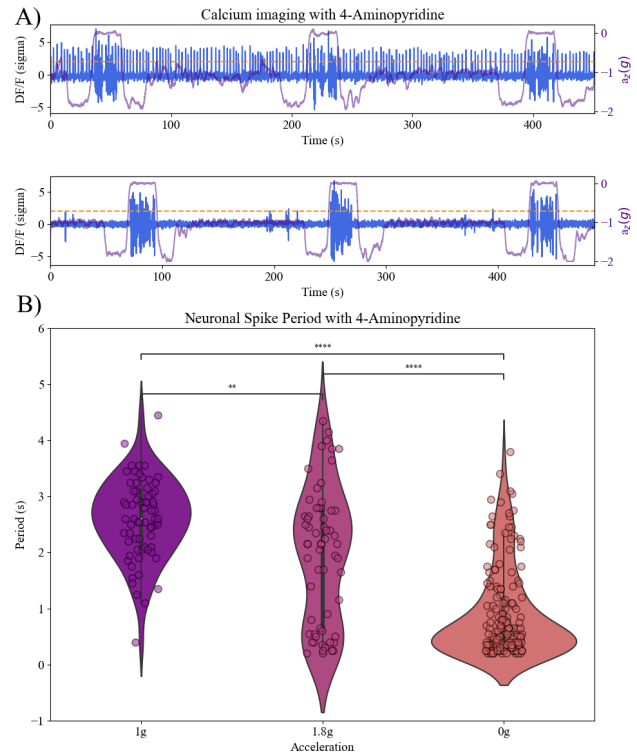 A)
Calcium imaging with 4-Aminopyridine
DF/F (sigma)
5
0
−5
0
−1
−2
a_z(g)
0 100 200 300 400
Time (s)
DF/F (sigma)
5
0
−5
0
−1
−2
a_z(g)
0 100 200 300 400
Time (s)
B)
Neuronal Spike Period with 4-Aminopyridine
Period (s)
6
5
4
3
2
1
0
−1
****
**
****
1g 1.8g 0g
Acceleration